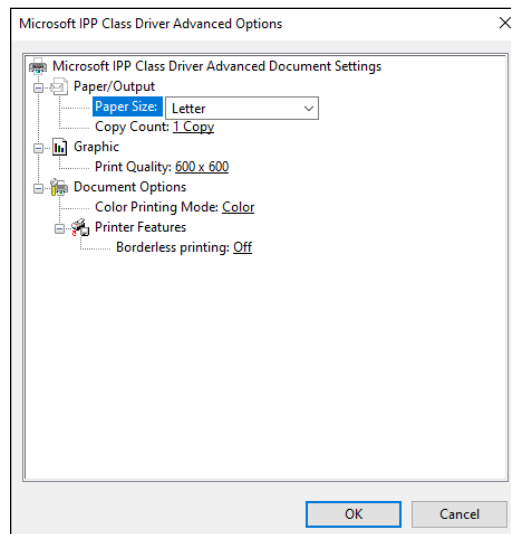 Microsoft IPP Class Driver Advanced Options
Microsoft IPP Class Driver Advanced Document Settings
Paper/Output
Paper Size: Letter
Copy Count: 1 Copy
Graphic
Print Quality: 600 x 600
Document Options
Color Printing Mode: Color
Printer Features
Borderless printing: Off
OK Cancel